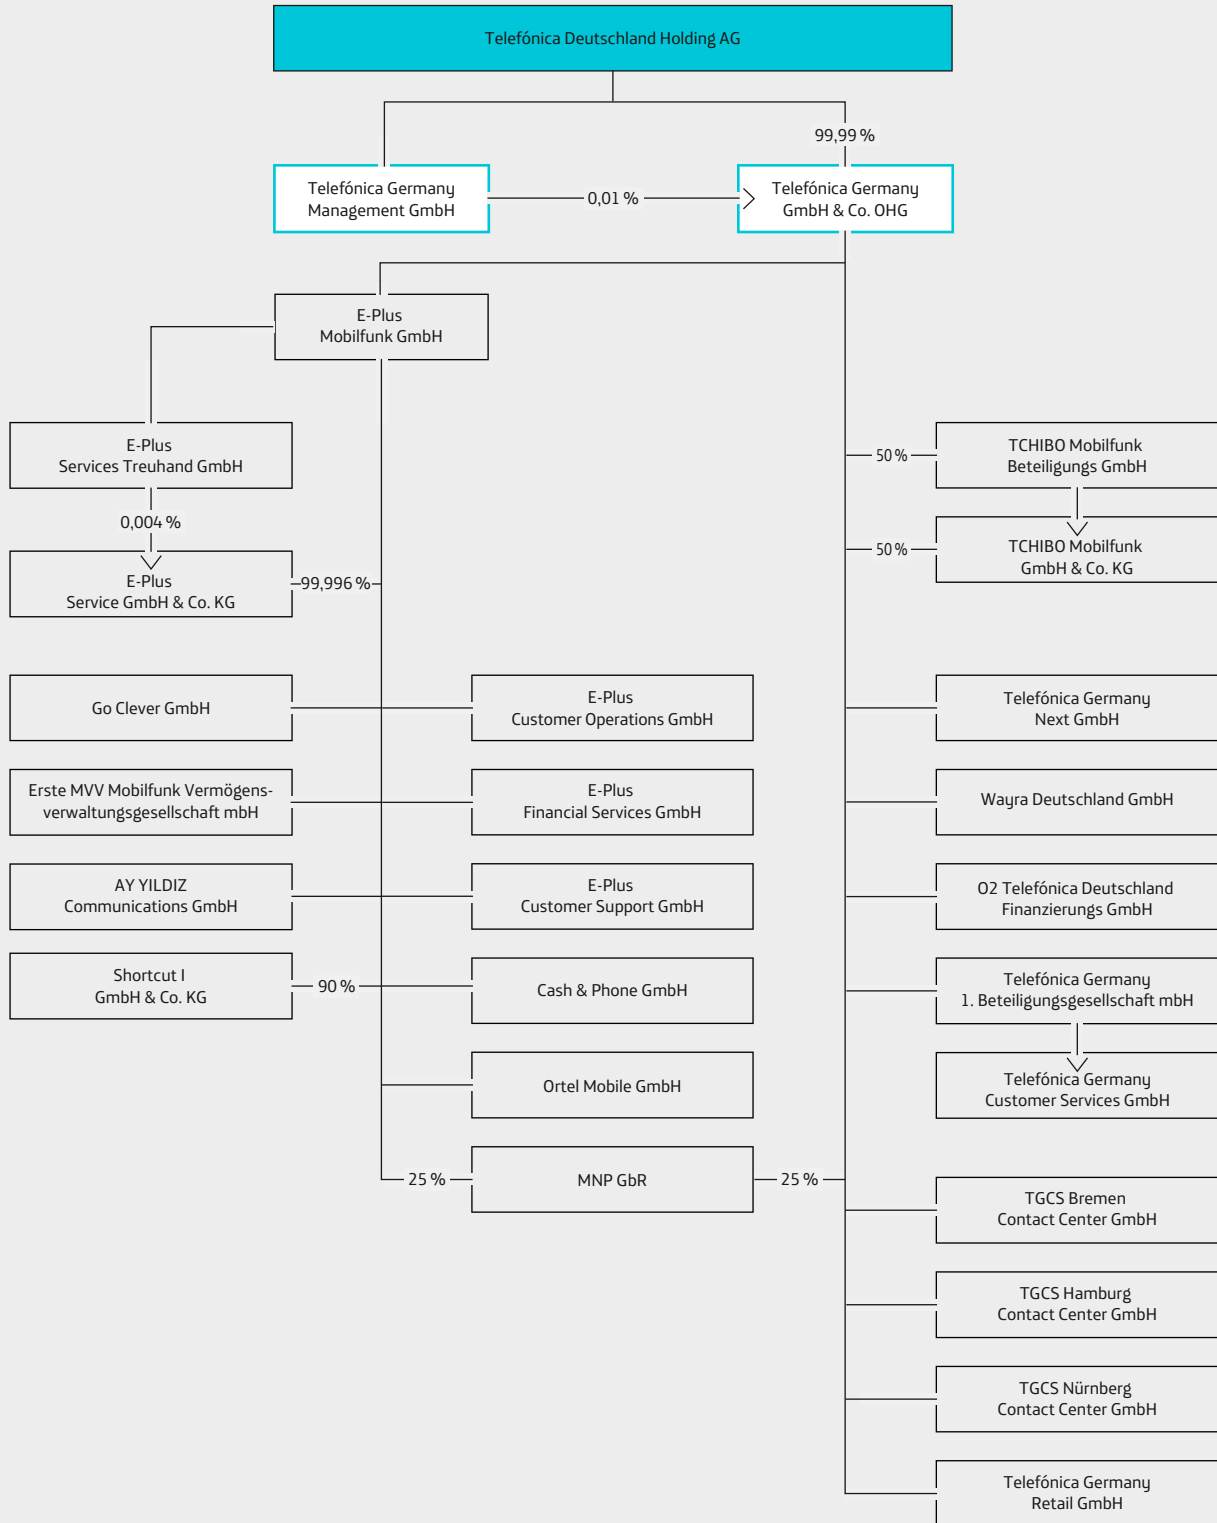 Telefónica Deutschland Holding AG
99,99 %
Telefónica Germany
Management GmbH
0,01 %
Telefónica Germany
GmbH & Co. OHG
E-Plus
Mobilfunk GmbH
E-Plus
Services Treuhand GmbH
50 %
TCHIBO Mobilfunk
Beteiligungs GmbH
0,004 %
E-Plus
Service GmbH & Co. KG
99,996 %
50 %
TCHIBO Mobilfunk
GmbH & Co. KG
Go Clever GmbH
E-Plus
Customer Operations GmbH
Telefónica Germany
Next GmbH
Erste MVV Mobilfunk Vermögens-
verwaltungsgesellschaft mbH
E-Plus
Financial Services GmbH
Wayra Deutschland GmbH
AY YILDIZ
Communications GmbH
E-Plus
Customer Support GmbH
O2 Telefónica Deutschland
Finanzierungs GmbH
Shortcut I
GmbH & Co. KG
90 %
Cash & Phone GmbH
Telefónica Germany
1. Beteiligungsgesellschaft mbH
Ortel Mobile GmbH
Telefónica Germany
Customer Services GmbH
25 %
MNP GbR
25 %
TGCS Bremen
Contact Center GmbH
TGCS Hamburg
Contact Center GmbH
TGCS Nürnberg
Contact Center GmbH
Telefónica Germany
Retail GmbH